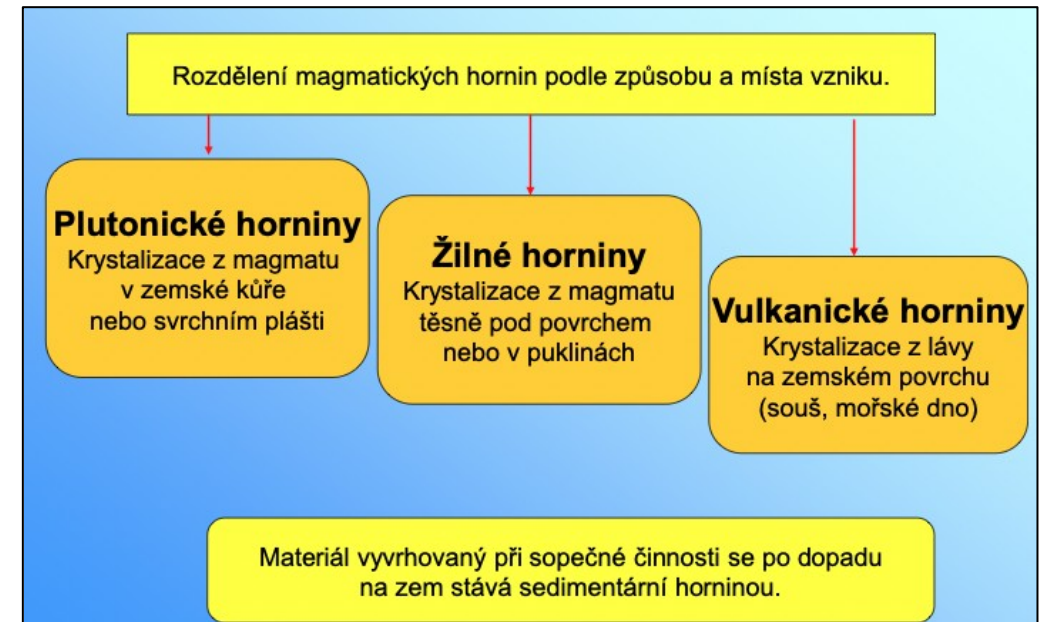 Rozdělení magmatických hornin podle způsobu a místa vzniku.
Plutonické horniny
Krystalizace z magmatu
v zemské kůře
nebo svrchním plášti
Žilné horniny
Krystalizace z magmatu
těsně pod povrchem
nebo v puklinách
Vulkanické horniny
Krystalizace z lávy
na zemském povrchu
(souš, mořské dno)
Materiál vyvrhovaný při sopečné činnosti se po dopadu
na zem stává sedimentární horninou.